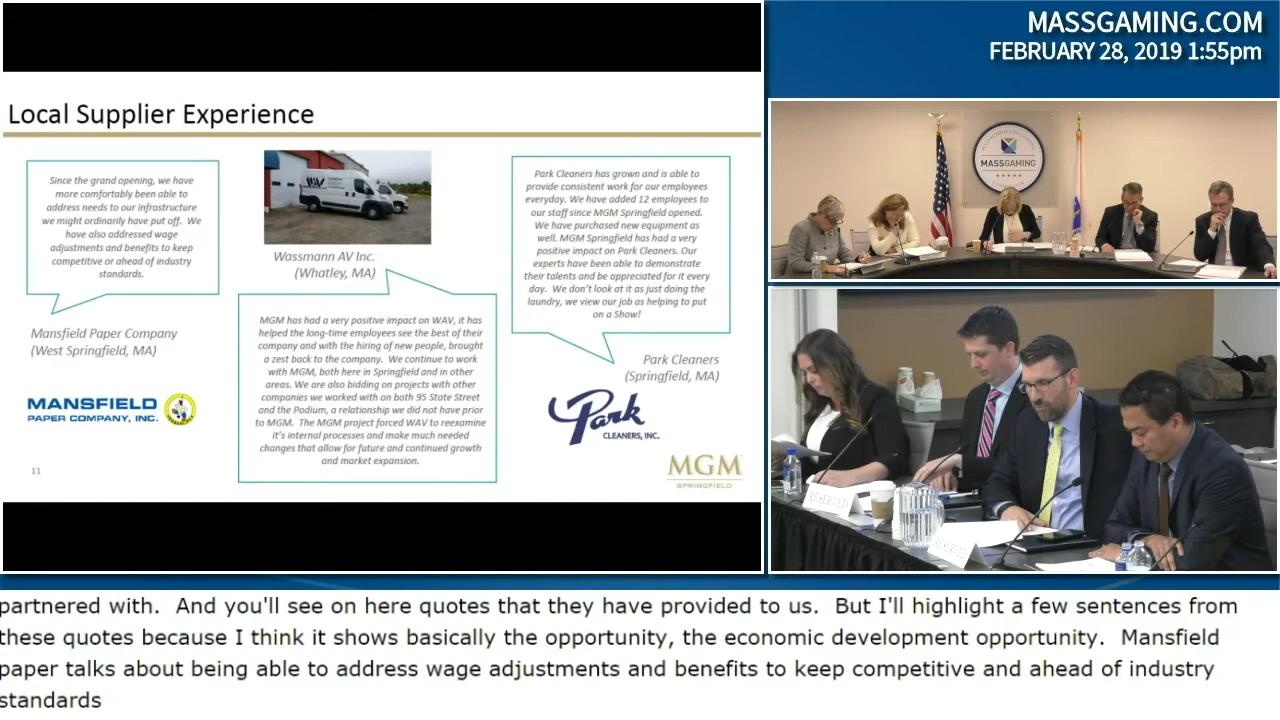 MASSGAMING.COM
FEBRUARY 28, 2019 1:55pm
Local Supplier Experience
Since the grand opening, we have
more comfortably been able to
address needs to our infrastructure
we might ordinarily have put off. We
have also addressed wage
adjustments and benefits to keep
competitive or ahead of industry
standards.
Mansfield Paper Company
(West Springfield, MA)
MANSFIELD
PAPER COMPANY, INC.
WAV
Wassmann AV Inc.
(Whatley, MA)
MGM has had a very positive impact on WAV, it has
helped the long-time employees see the best of their
company and with the hiring of new people, brought
a zest back to the company. We continue to work
with MGM, both here in Springfield and in other
areas. We are also bidding on projects with other
companies we worked with on both 95 State Street
and the Podium, a relationship we did not have prior
to MGM. The MGM project forced WAV to reexamine
it's internal processes and make much needed
changes that allow for future and continued growth
and market expansion.
Park Cleaners has grown and is able to
provide consistent work for our employees
everyday. We have added 12 employees to
our staff since MGM Springfield opened.
We have purchased new equipment as
well. MGM Springfield has had a very
positive impact on Park Cleaners. Our
experts have been able to demonstrate
their talents and be appreciated for it every
day. We don't look at it as just doing the
laundry, we view our job as helping to put
on a Show!
Park Cleaners
(Springfield, MA)
Park
CLEANERS, INC.
11
MGM
SPRINGFIELD
MASSGAMING
RESERVED
RESERVED
partnered with. And you'll see on here quotes that they have provided to us. But I'll highlight a few sentences from
these quotes because I think it shows basically the opportunity, the economic development opportunity. Mansfield
paper talks about being able to address wage adjustments and benefits to keep competitive and ahead of industry
standards